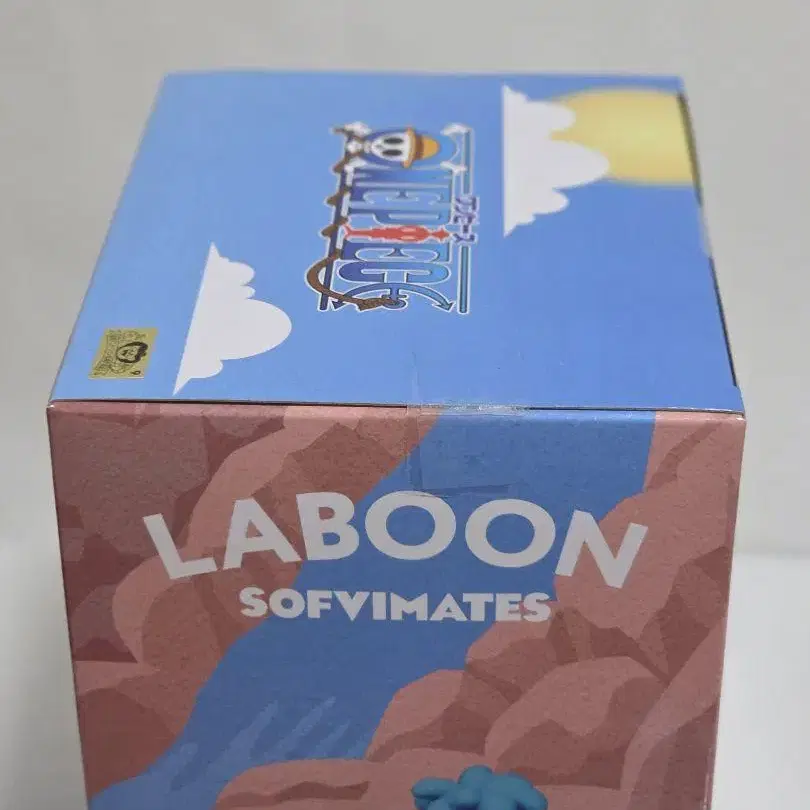 ONE PIECE
ワンピース
LABOON
SOFVIMATES